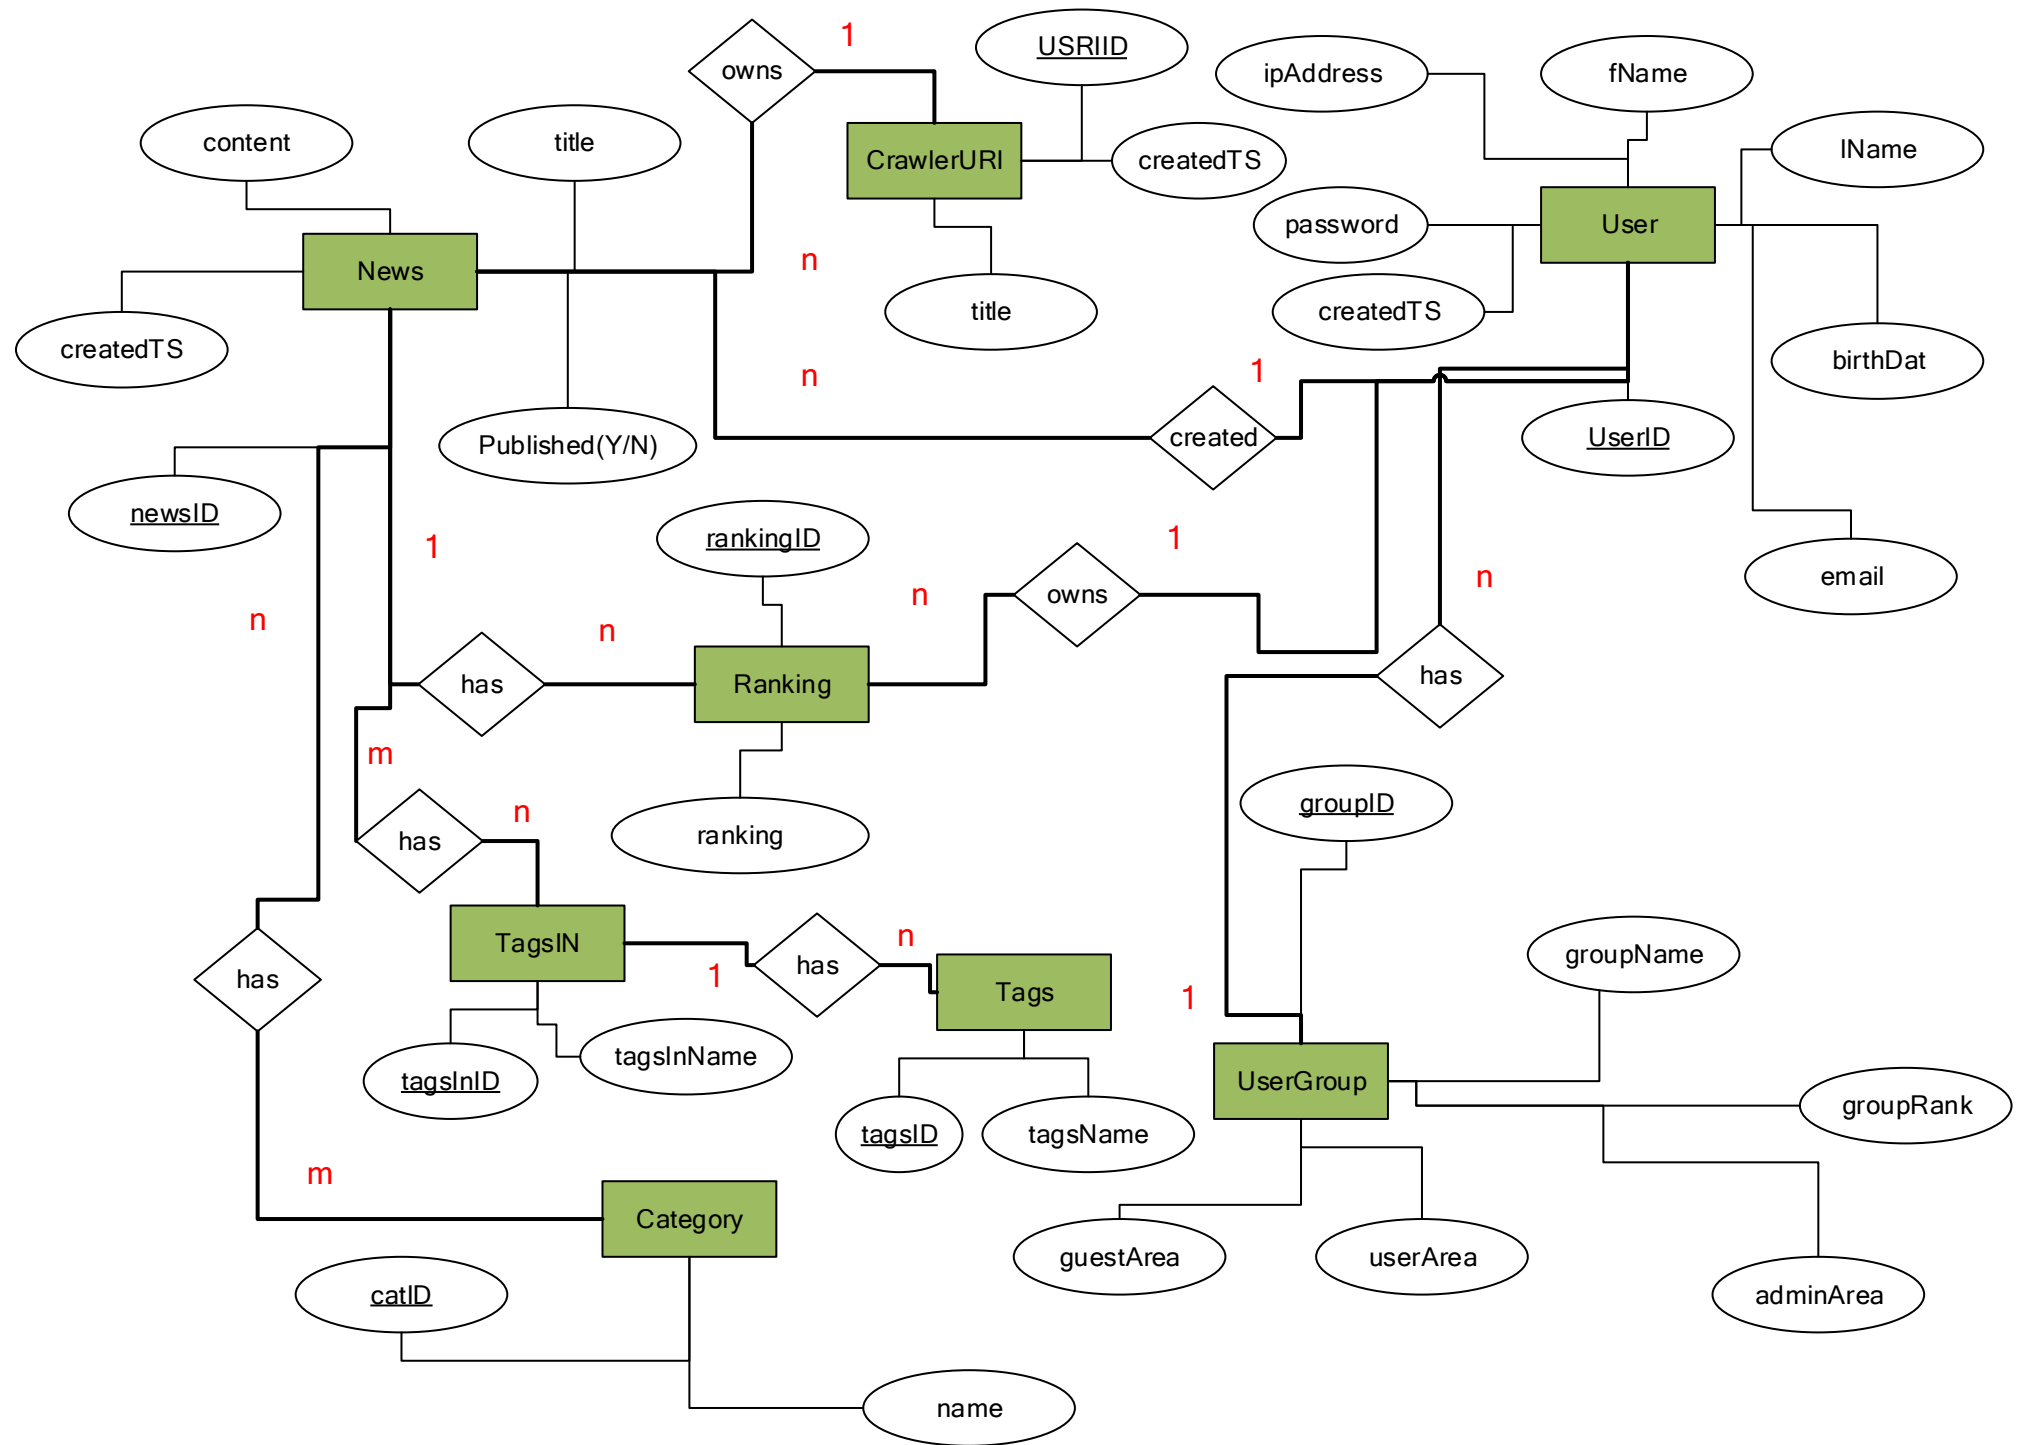 owns
1
USRIID
ipAddress
fName
content
title
CrawlerURI
createdTS
lName
News
n
password
User
createdTS
title
createdTS
birthDat
n
1
Published(Y/N)
created
UserID
newsID
1
rankingID
1
n
email
n
n
n
owns
has
Ranking
has
m
has
n
ranking
groupID
TagsIN
has
n
groupName
has
1
Tags
1
tagsInID
tagsInName
UserGroup
groupRank
tagsID
tagsName
m
Category
guestArea
userArea
catID
adminArea
name